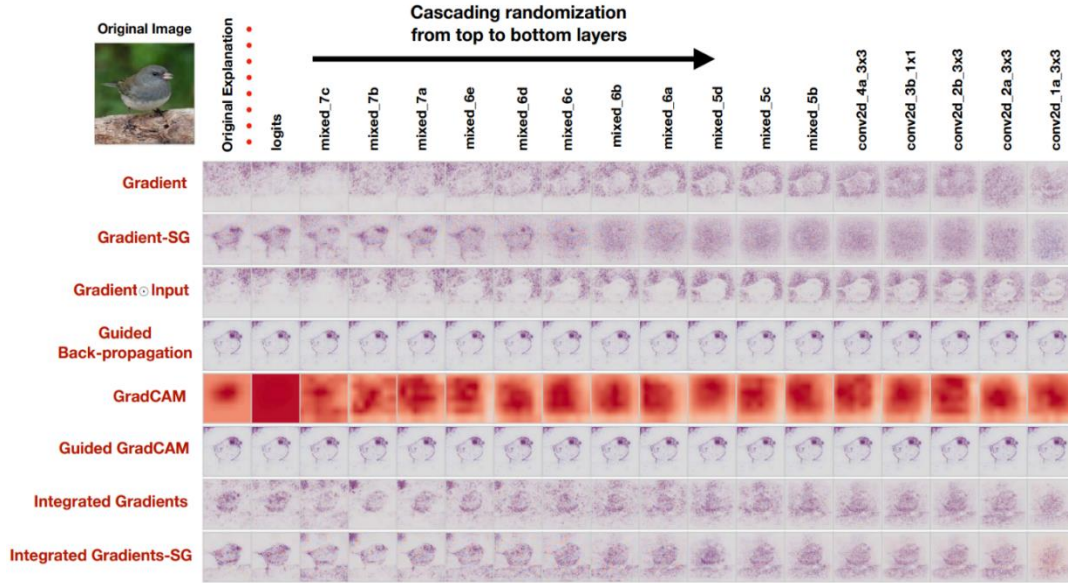 Original Image
Original Explanation
Cascading randomization
from top to bottom layers
logits
mixed_7c
mixed_7b
mixed_7a
mixed_6e
mixed_6d
mixed_6c
mixed_6b
mixed_6a
mixed_5d
mixed_5c
mixed_5b
conv2d_4a_3x3
conv2d_3b_1x1
conv2d_2b_3x3
conv2d_2a_3x3
conv2d_1a_3x3
Gradient
Gradient-SG
Gradient⊙Input
Guided
Back-propagation
GradCAM
Guided GradCAM
Integrated Gradients
Integrated Gradients-SG